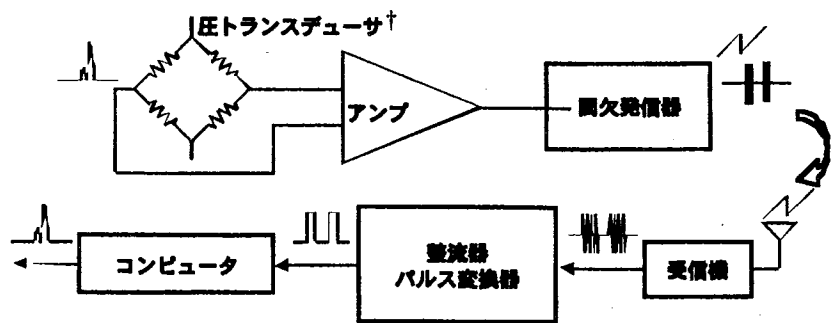 圧トランスデューサ†
アンプ
間欠発信器
コンピュータ
整流器
パルス変換器
受信機